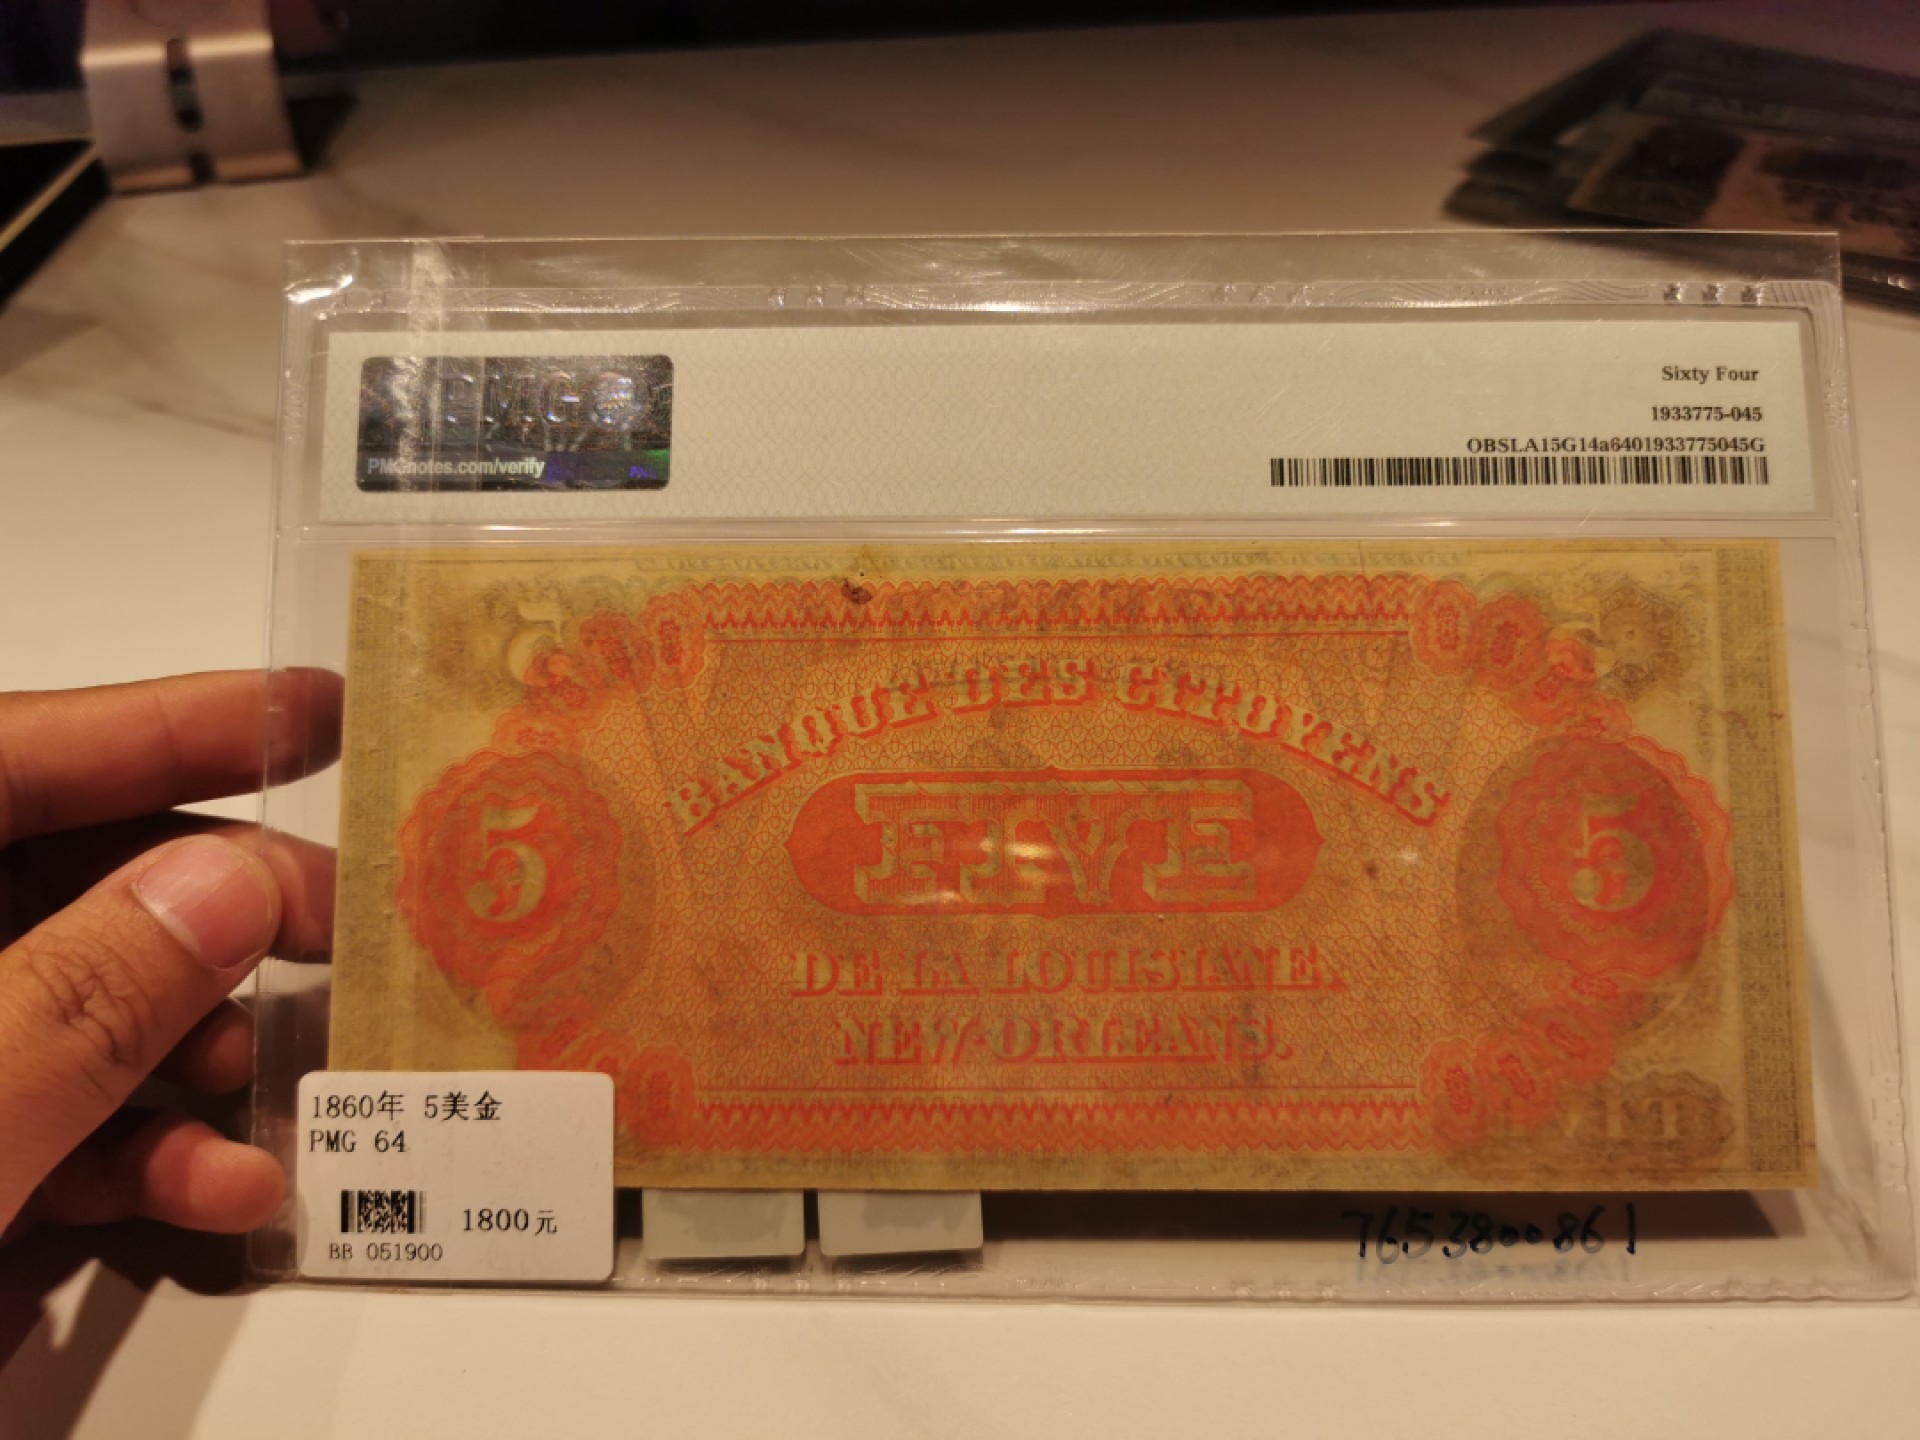 PMG
PMGnotes.com/verify
Sixty Four
1933775-045
OBSLA15G14a6401933775045G
BANQUE DES CITOYENS
5
FIVE
5
DE LA LOUISIANE.
NEW-ORLEANS.
1860年 5美金
PMG 64
1800元
BB 051900
7653800861